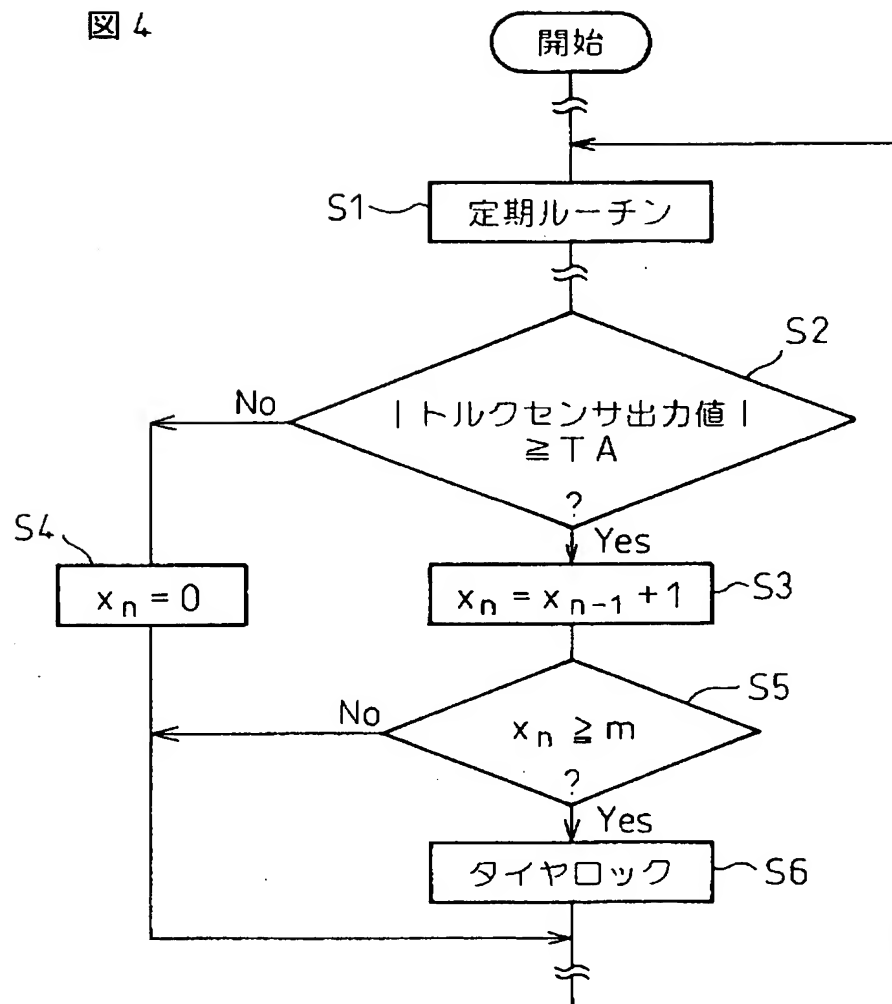 図 4
開始
S1
定期ルーチン
S2
No
| トルクセンサ出力値 |
≧ T A
?
Yes
S4
xn = 0
xn = xn-1 + 1
S3
S5
No
xn ≧ m
?
Yes
タイヤロック
S6